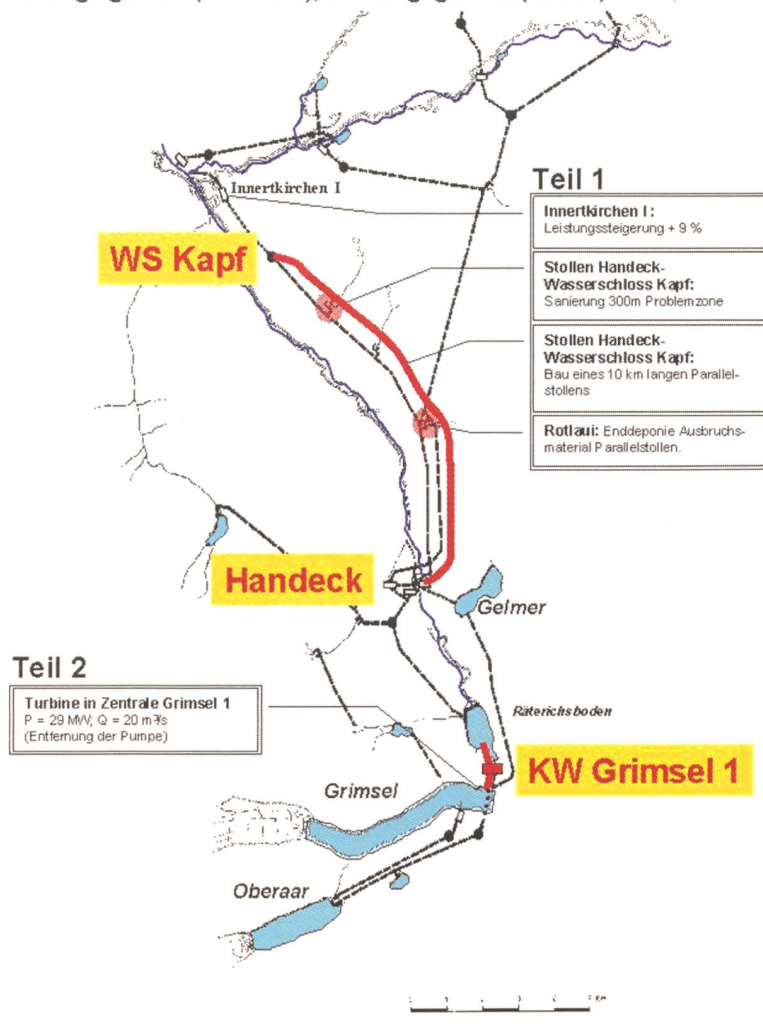 Innertkirchen I
WS Kapf
Teil 1
Innertkirchen I :
Leistungssteigerung + 9 %
Stollen Handeck-
Wasserschloss Kapf:
Sanierung 300m Problemzone
Stollen Handeck-
Wasserschloss Kapf:
Bau eines 10 km langen Parallel-
stollens
Rotlaui: Enddeponie Ausbruchs-
material Parallelstollen.
Handeck
Gelmer
Teil 2
Turbine in Zentrale Grimsel 1
P = 29 MW; Q = 20 m³/s
(Entfernung der Pumpe)
Räterichsboden
KW Grimsel 1
Grimsel
Oberaar
Km